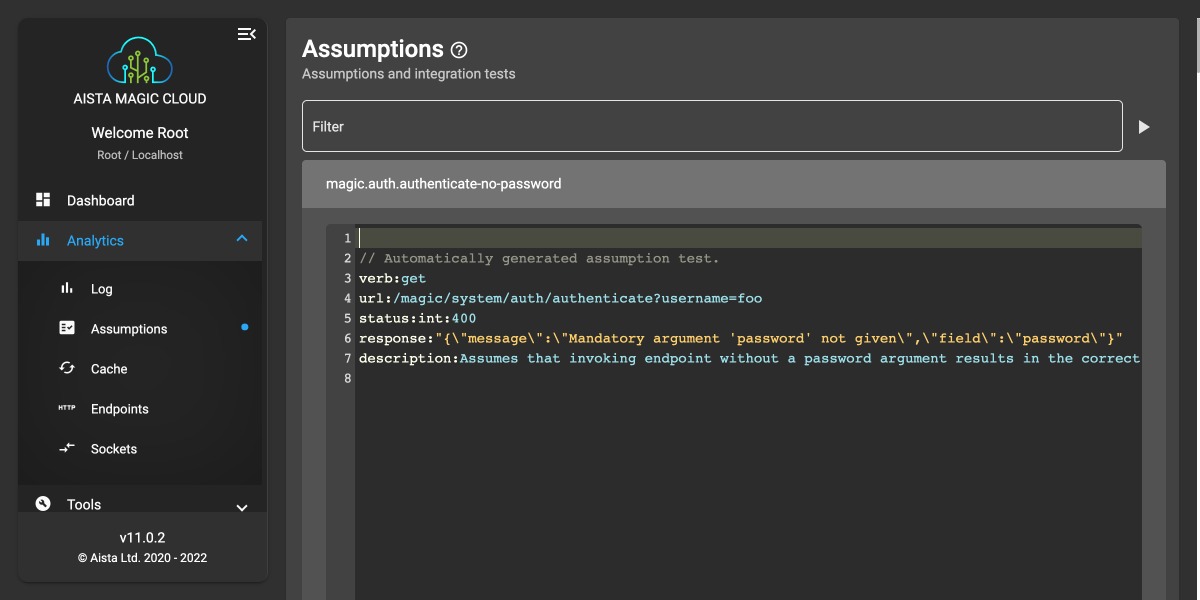 AISTA MAGIC CLOUD
Welcome Root
Root / Localhost
Dashboard
Analytics
Log
Assumptions
Cache
HTTP Endpoints
Sockets
Tools
v11.0.2
© Aista Ltd. 2020 - 2022
Assumptions ?
Assumptions and integration tests
Filter
magic.auth.authenticate-no-password
1
2 // Automatically generated assumption test.
3 verb:get
4 url:/magic/system/auth/authenticate?username=foo
5 status:int:400
6 response:"{\"message\":\"Mandatory argument 'password' not given\",\"field\":\"password\"}"
7 description:Assumes that invoking endpoint without a password argument results in the correct
8